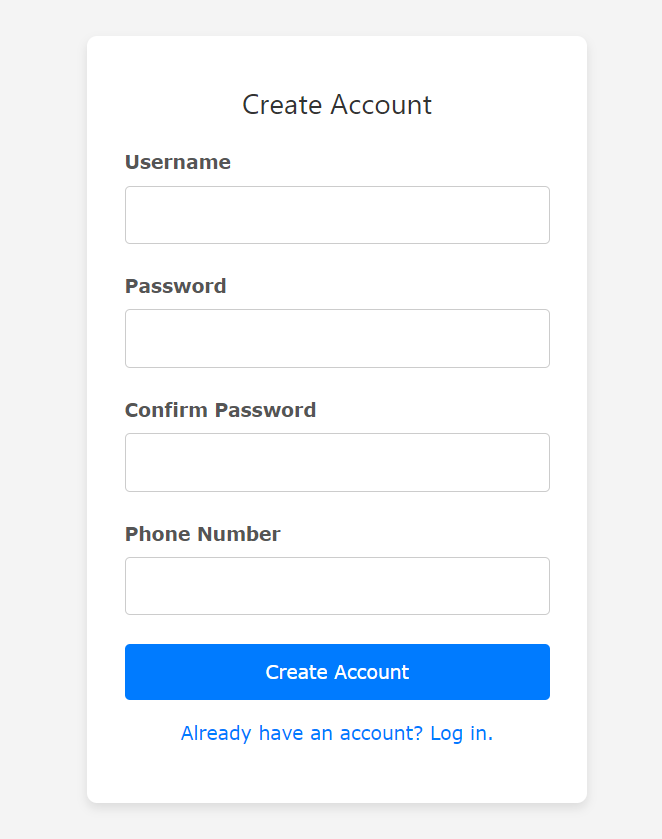 Create Account
Username
Password
Confirm Password
Phone Number
Create Account
Already have an account? Log in.